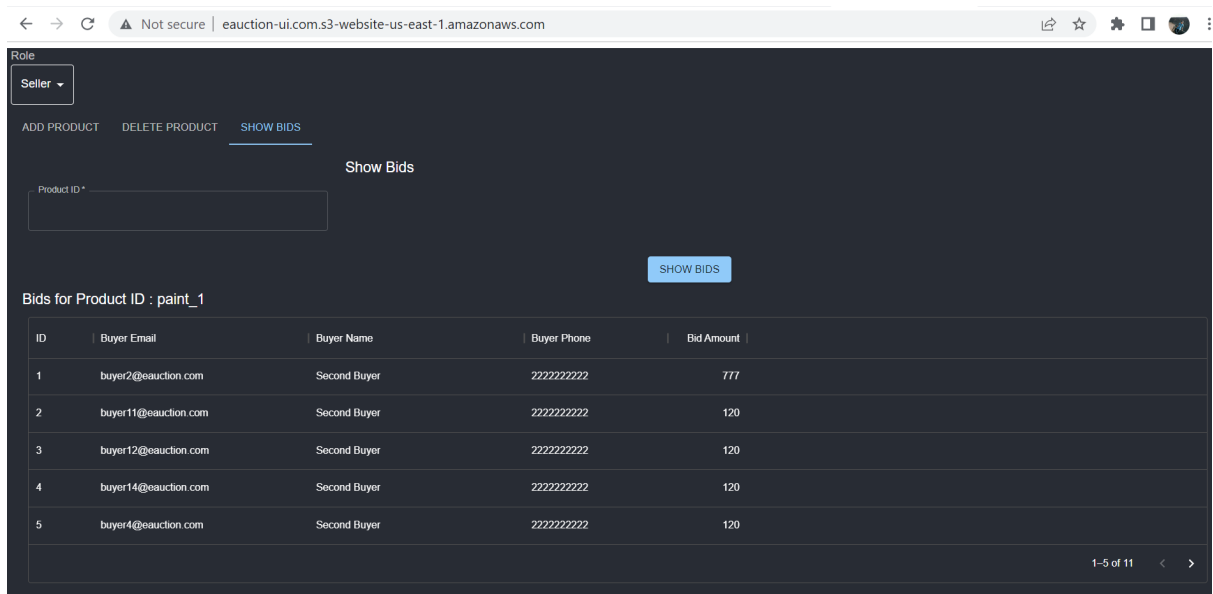 Not secure | eauction-ui.com.s3-website-us-east-1.amazonaws.com
Role
Seller
ADD PRODUCT DELETE PRODUCT SHOW BIDS
Show Bids
Product ID *
SHOW BIDS
Bids for Product ID : paint_1
ID Buyer Email Buyer Name Buyer Phone Bid Amount
1 buyer2@eauction.com Second Buyer 2222222222 777
2 buyer11@eauction.com Second Buyer 2222222222 120
3 buyer12@eauction.com Second Buyer 2222222222 120
4 buyer14@eauction.com Second Buyer 2222222222 120
5 buyer4@eauction.com Second Buyer 2222222222 120
1–5 of 11